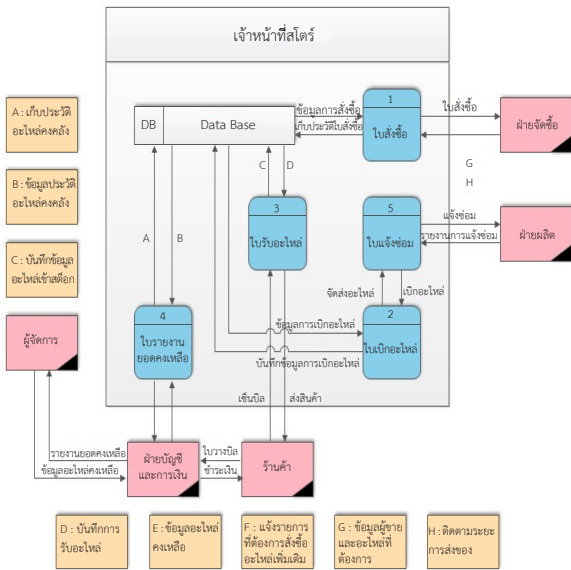 เจ้าหน้าที่สโตร์
A : เก็บประวัติ
อะไหล่คงคลัง
B : ข้อมูลประวัติ
อะไหล่คงคลัง
C : บันทึกข้อมูล
อะไหล่เข้าสต็อก
DB
Data Base
ข้อมูลการสั่งซื้อ
เก็บประวัติใบสั่งซื้อ
1
ใบสั่งซื้อ
ใบสั่งซื้อ
ฝ่ายจัดซื้อ
G
H
C
D
A
B
3
ใบรับอะไหล่
5
ใบแจ้งซ่อม
แจ้งซ่อม
รายงานการแจ้งซ่อม
ฝ่ายผลิต
จัดส่งอะไหล่
เบิกอะไหล่
4
ใบรายงาน
ยอดคงเหลือ
ข้อมูลการเบิกอะไหล่
บันทึกข้อมูลการเบิกอะไหล่
2
ใบเบิกอะไหล่
ผู้จัดการ
เซ็นบิล
ส่งสินค้า
รายงานยอดคงเหลือ
ข้อมูลอะไหล่คงเหลือ
ฝ่ายบัญชี
และการเงิน
ใบวางบิล
ชำระเงิน
ร้านค้า
D : บันทึกการ
รับอะไหล่
E : ข้อมูลอะไหล่
คงเหลือ
F : แจ้งรายการ
ที่ต้องการสั่งซื้อ
อะไหล่เพิ่มเติม
G : ข้อมูลผู้ขาย
และอะไหล่ที่
ต้องการ
H : ติดตามระยะ
การส่งของ